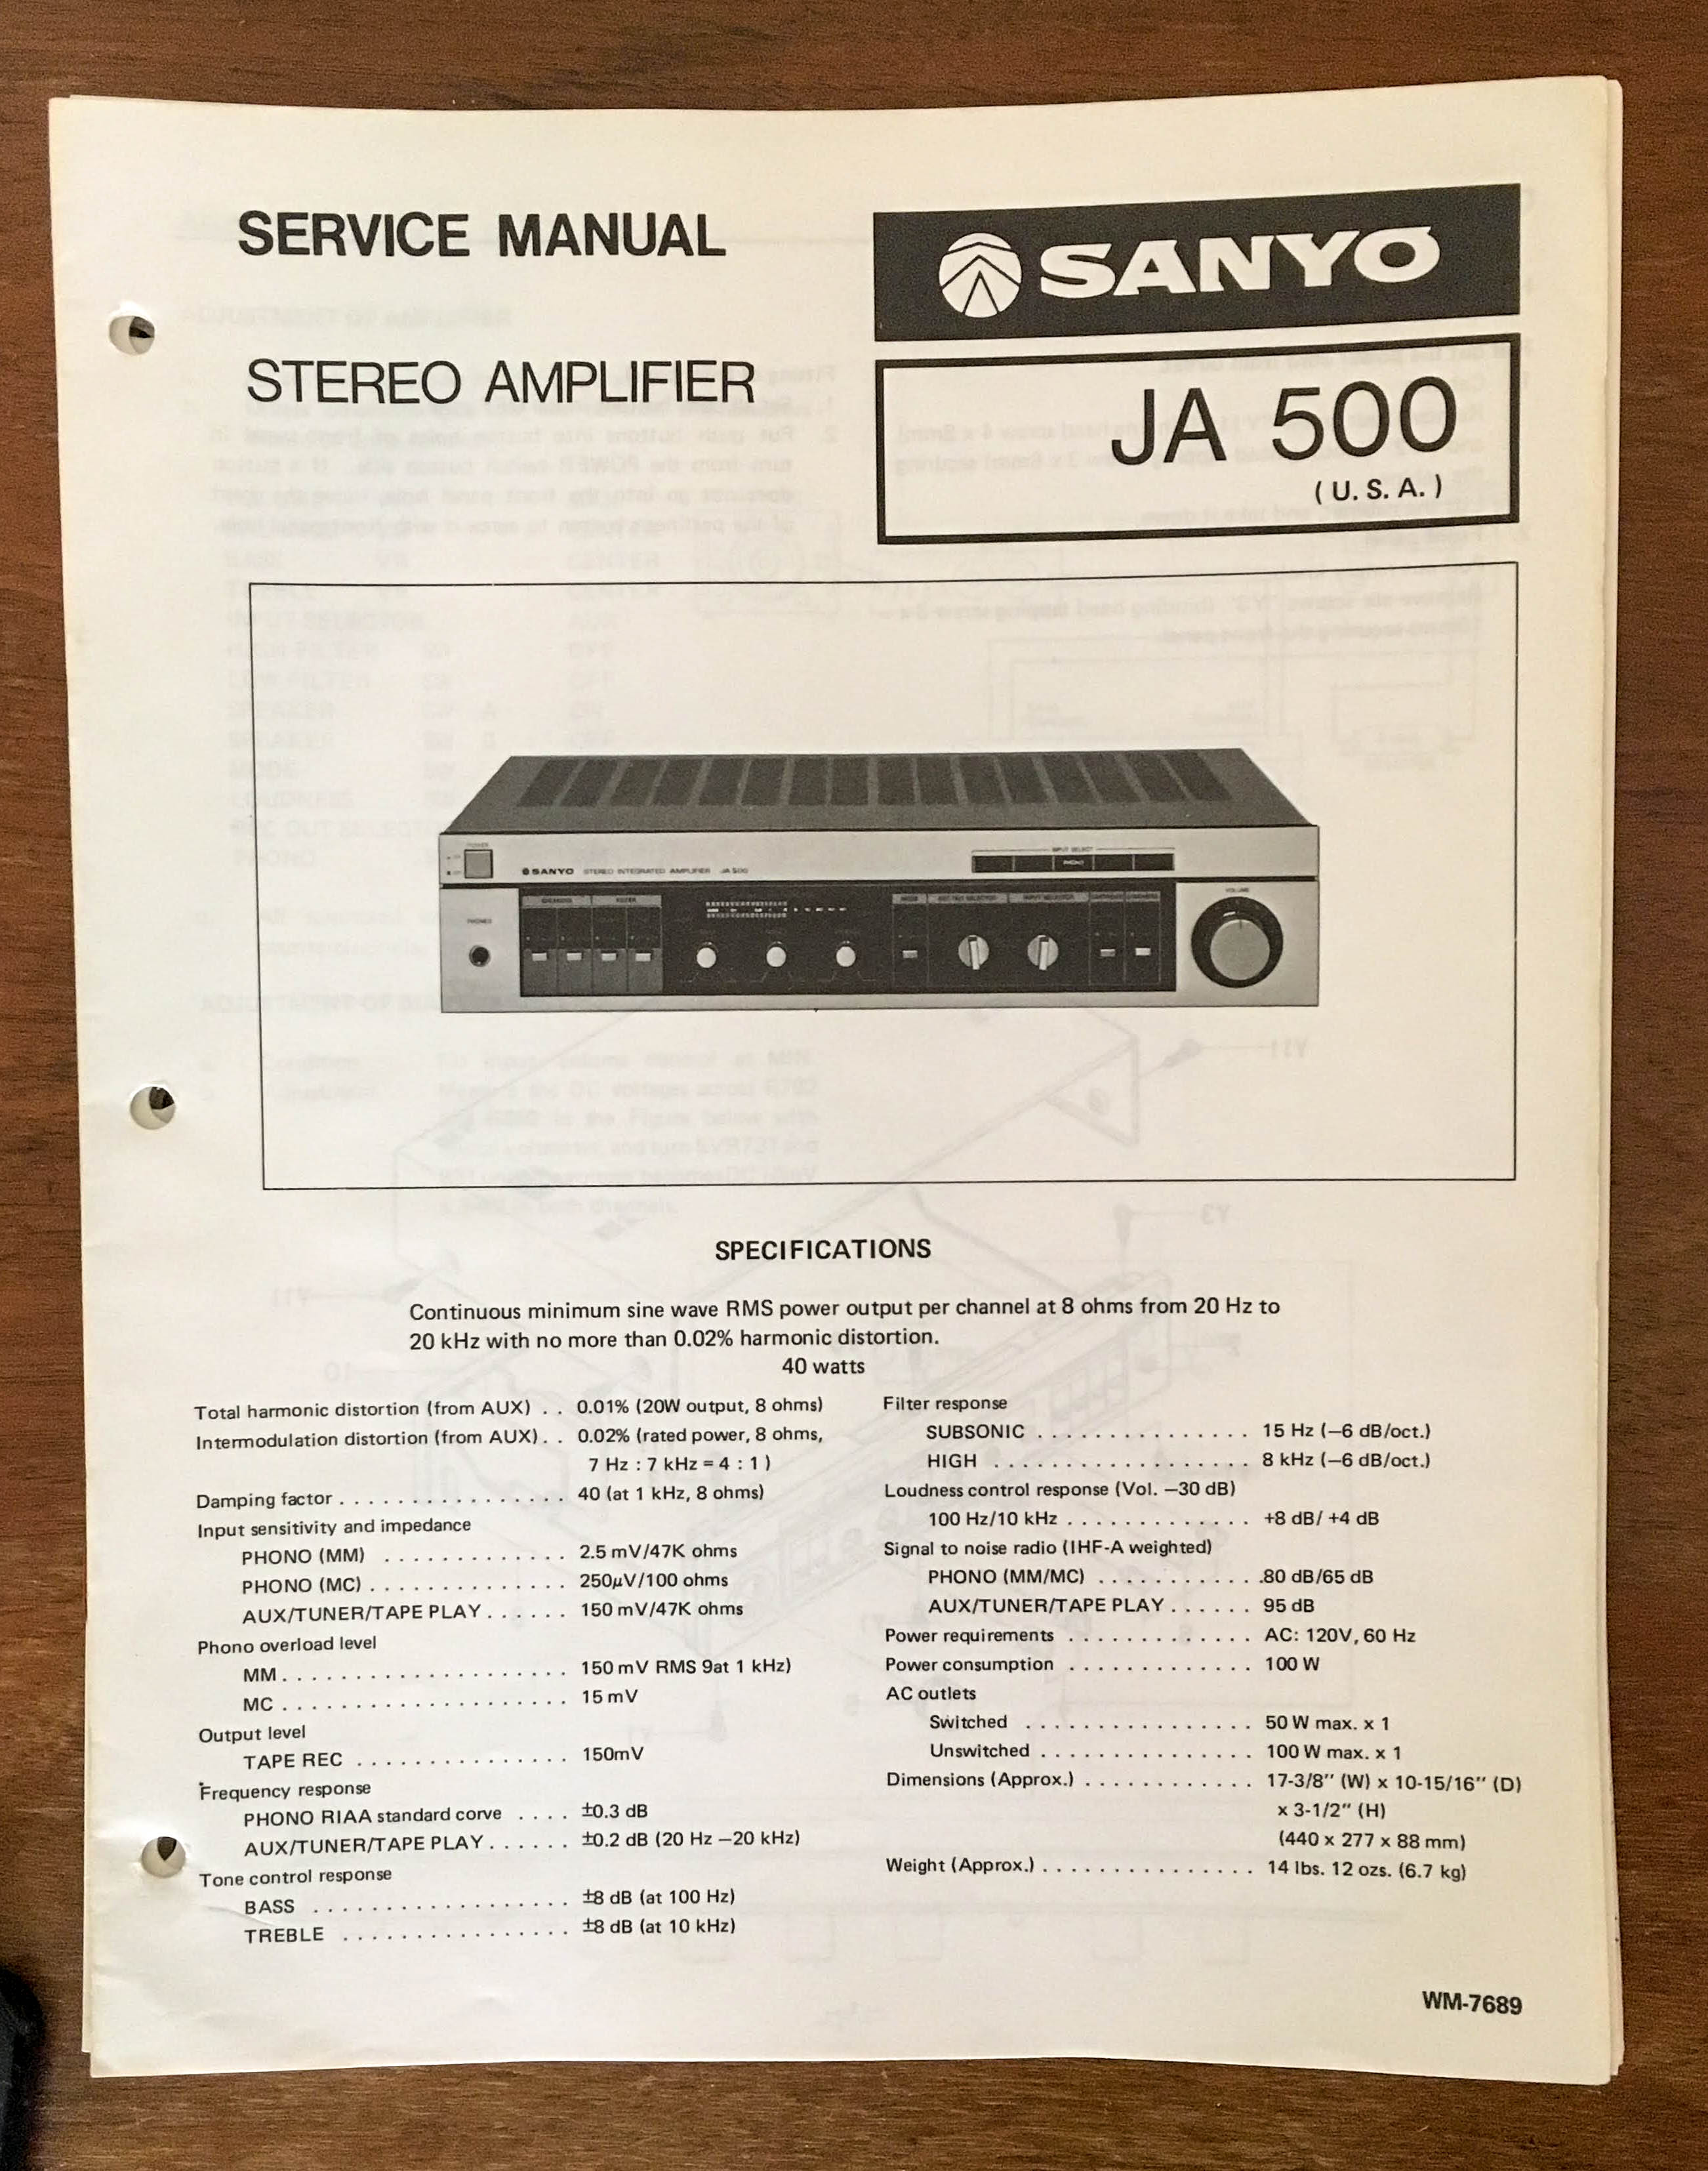 SERVICE MANUAL
SANYO
STEREO AMPLIFIER
JA 500
( U. S. A. )
POWER
SANYO STEREO INTEGRATED AMPLIFIER JA 500
INPUT SELECT
PHONO
PHONES
VOLUME
SPECIFICATIONS
Continuous minimum sine wave RMS power output per channel at 8 ohms from 20 Hz to
20 kHz with no more than 0.02% harmonic distortion.
40 watts
Total harmonic distortion (from AUX) . . 0.01% (20W output, 8 ohms)
Intermodulation distortion (from AUX) . . 0.02% (rated power, 8 ohms,
7 Hz : 7 kHz = 4 : 1 )
Damping factor . . . . . . . . . . . . . . . . 40 (at 1 kHz, 8 ohms)
Input sensitivity and impedance
PHONO (MM) . . . . . . . . . . . . . 2.5 mV/47K ohms
PHONO (MC) . . . . . . . . . . . . . . 250µV/100 ohms
AUX/TUNER/TAPE PLAY . . . . . . 150 mV/47K ohms
Phono overload level
MM . . . . . . . . . . . . . . . . . . . . 150 mV RMS 9at 1 kHz)
MC . . . . . . . . . . . . . . . . . . . . 15 mV
Output level
TAPE REC . . . . . . . . . . . . . . . 150mV
Frequency response
PHONO RIAA standard corve . . . . ±0.3 dB
AUX/TUNER/TAPE PLAY . . . . . . ±0.2 dB (20 Hz –20 kHz)
Tone control response
BASS . . . . . . . . . . . . . . . . . . ±8 dB (at 100 Hz)
TREBLE . . . . . . . . . . . . . . . . ±8 dB (at 10 kHz)
Filter response
SUBSONIC . . . . . . . . . . . . . . . 15 Hz (–6 dB/oct.)
HIGH . . . . . . . . . . . . . . . . . . 8 kHz (–6 dB/oct.)
Loudness control response (Vol. –30 dB)
100 Hz/10 kHz . . . . . . . . . . . . . +8 dB/ +4 dB
Signal to noise radio (IHF-A weighted)
PHONO (MM/MC) . . . . . . . . . . . .80 dB/65 dB
AUX/TUNER/TAPE PLAY . . . . . . 95 dB
Power requirements . . . . . . . . . . . . . AC: 120V, 60 Hz
Power consumption . . . . . . . . . . . . . 100 W
AC outlets
Switched . . . . . . . . . . . . . . . . 50 W max. x 1
Unswitched . . . . . . . . . . . . . . . 100 W max. x 1
Dimensions (Approx.) . . . . . . . . . . . . 17-3/8" (W) x 10-15/16" (D)
x 3-1/2" (H)
(440 x 277 x 88 mm)
Weight (Approx.) . . . . . . . . . . . . . . . 14 lbs. 12 ozs. (6.7 kg)
WM-7689